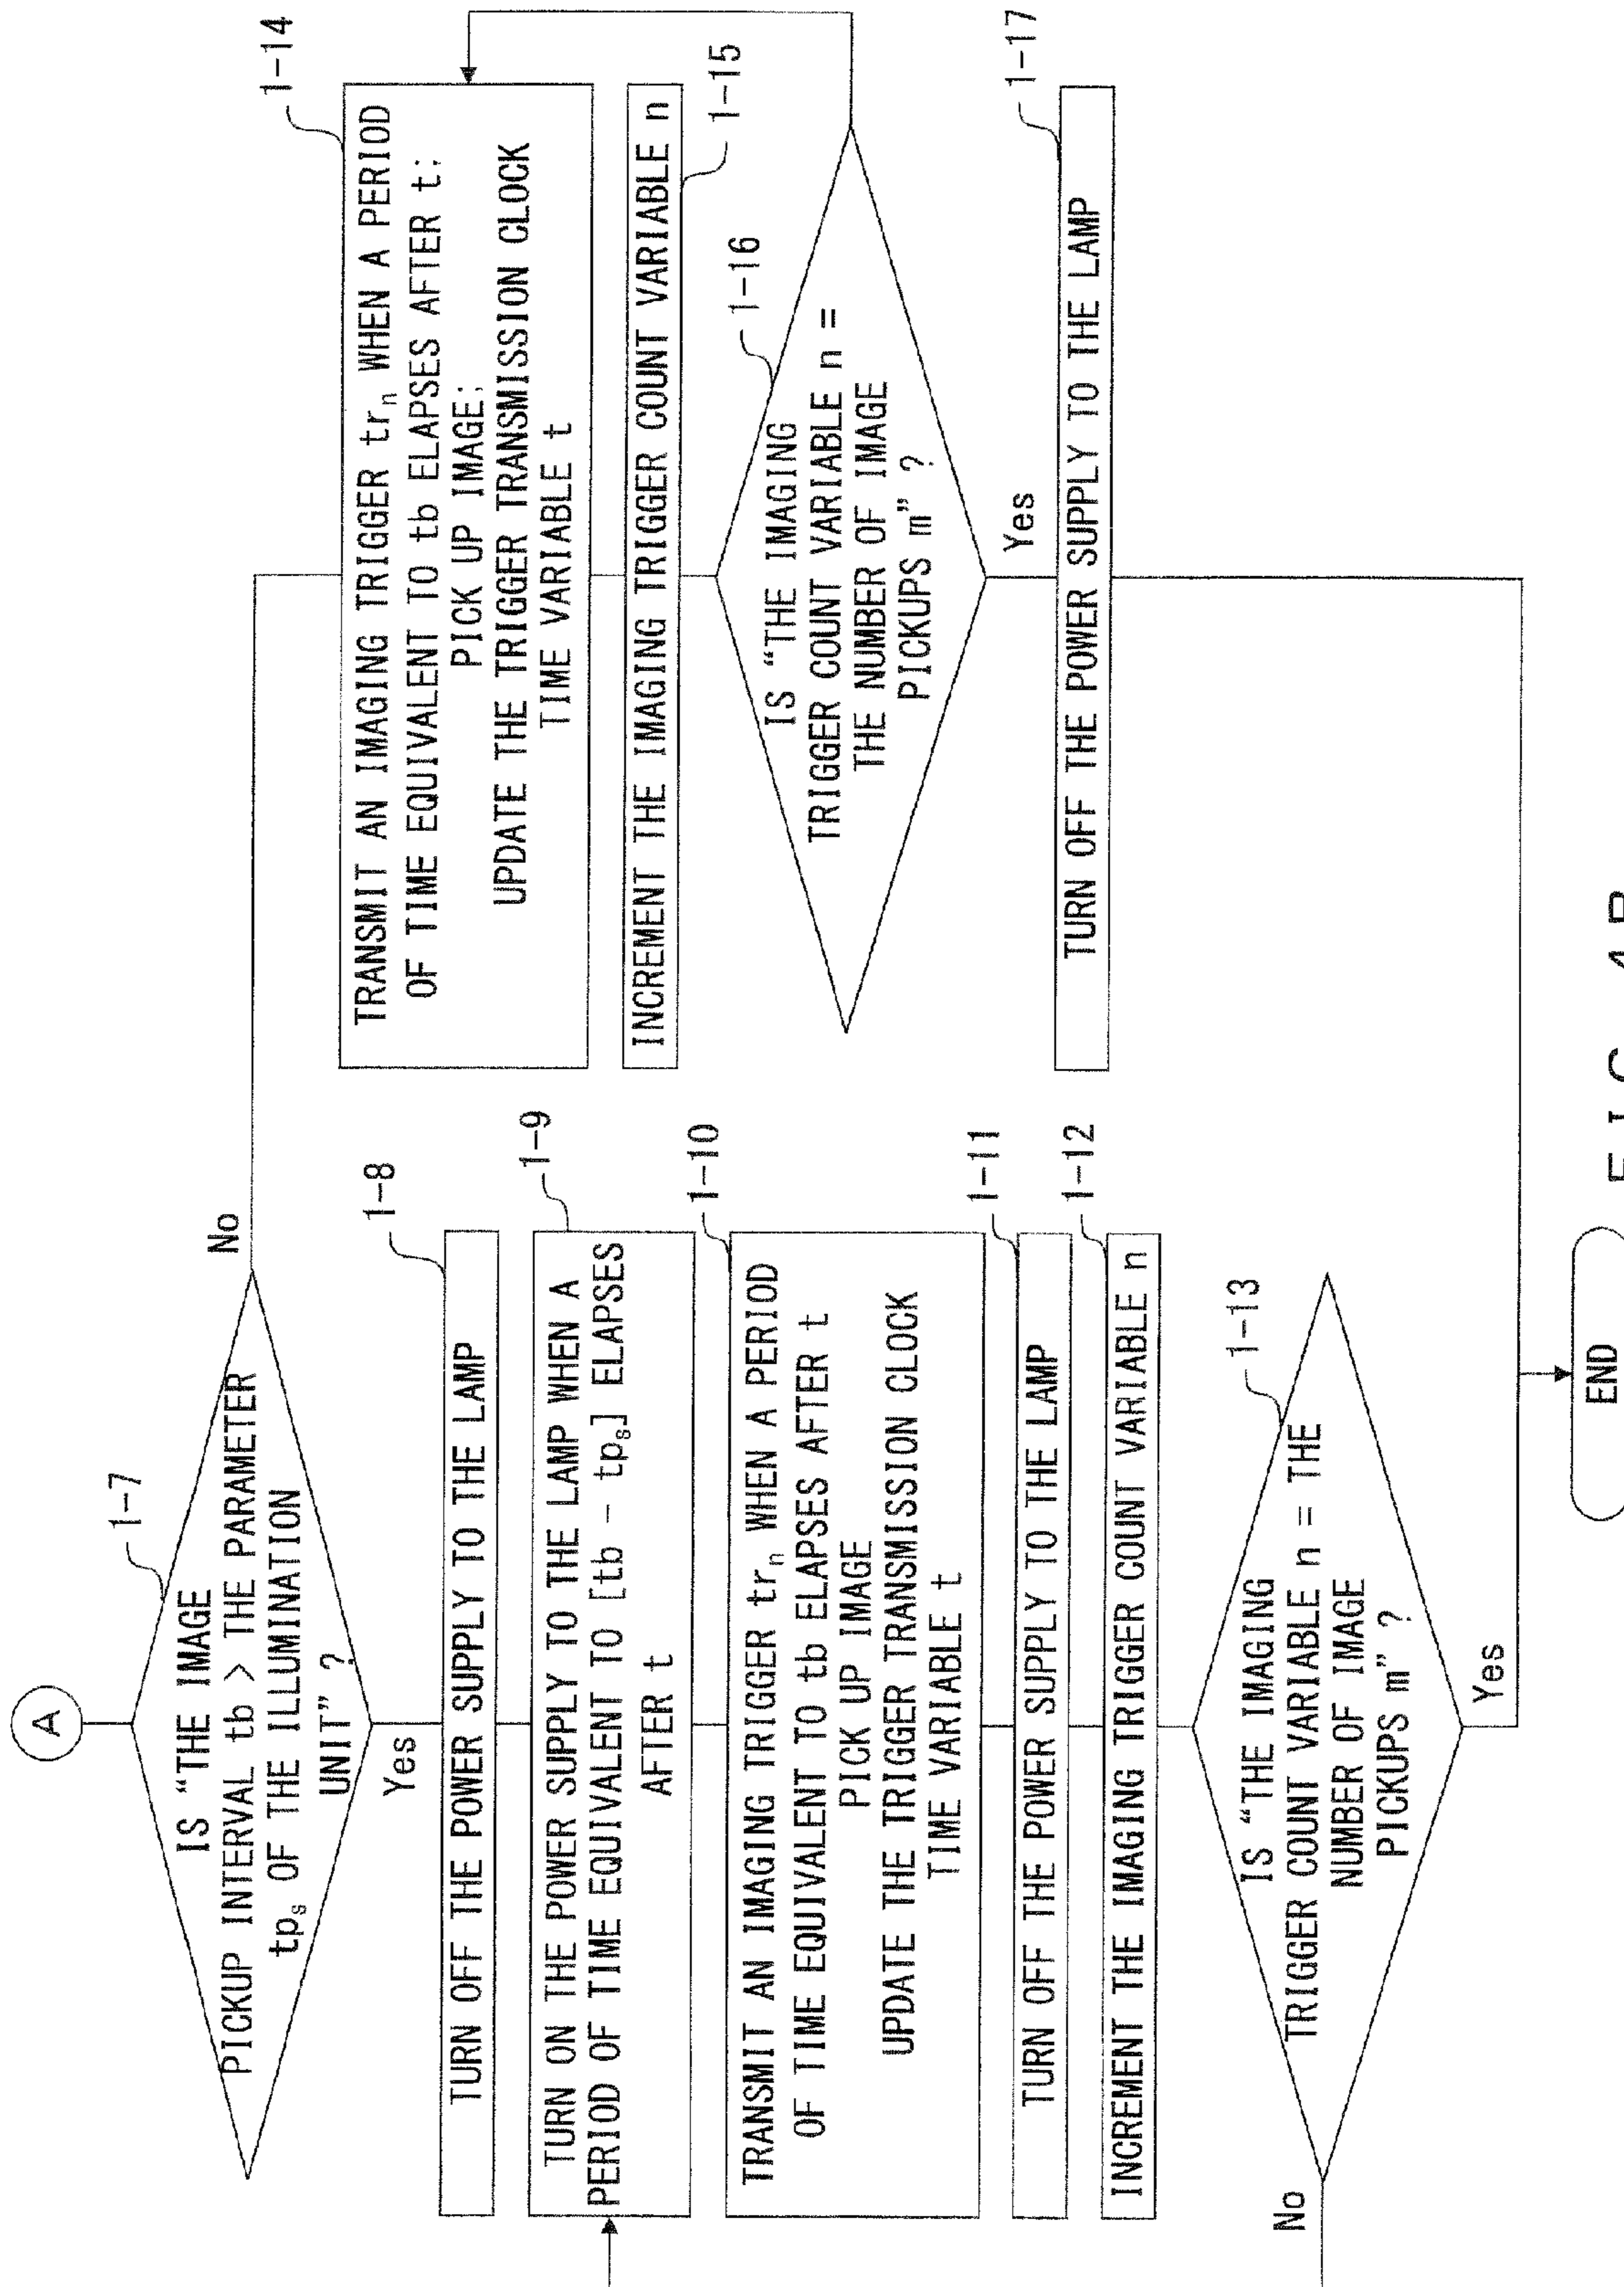 A
1-7
IS “THE IMAGE
PICKUP INTERVAL tb > THE PARAMETER
tps OF THE ILLUMINATION
UNIT” ?
No
Yes
1-8
TURN OFF THE POWER SUPPLY TO THE LAMP
1-9
TURN ON THE POWER SUPPLY TO THE LAMP WHEN A
PERIOD OF TIME EQUIVALENT TO [tb - tps] ELAPSES
AFTER t
1-10
TRANSMIT AN IMAGING TRIGGER trn WHEN A PERIOD
OF TIME EQUIVALENT TO tb ELAPSES AFTER t
PICK UP IMAGE
UPDATE THE TRIGGER TRANSMISSION CLOCK
TIME VARIABLE t
1-11
TURN OFF THE POWER SUPPLY TO THE LAMP
1-12
INCREMENT THE IMAGING TRIGGER COUNT VARIABLE n
1-13
IS “THE IMAGING
TRIGGER COUNT VARIABLE n = THE
NUMBER OF IMAGE
PICKUPS m” ?
No
Yes
1-14
TRANSMIT AN IMAGING TRIGGER trn WHEN A PERIOD
OF TIME EQUIVALENT TO tb ELAPSES AFTER t;
PICK UP IMAGE;
UPDATE THE TRIGGER TRANSMISSION CLOCK
TIME VARIABLE t
1-15
INCREMENT THE IMAGING TRIGGER COUNT VARIABLE n
1-16
IS “THE IMAGING
TRIGGER COUNT VARIABLE n =
THE NUMBER OF IMAGE
PICKUPS m” ?
Yes
1-17
TURN OFF THE POWER SUPPLY TO THE LAMP
END